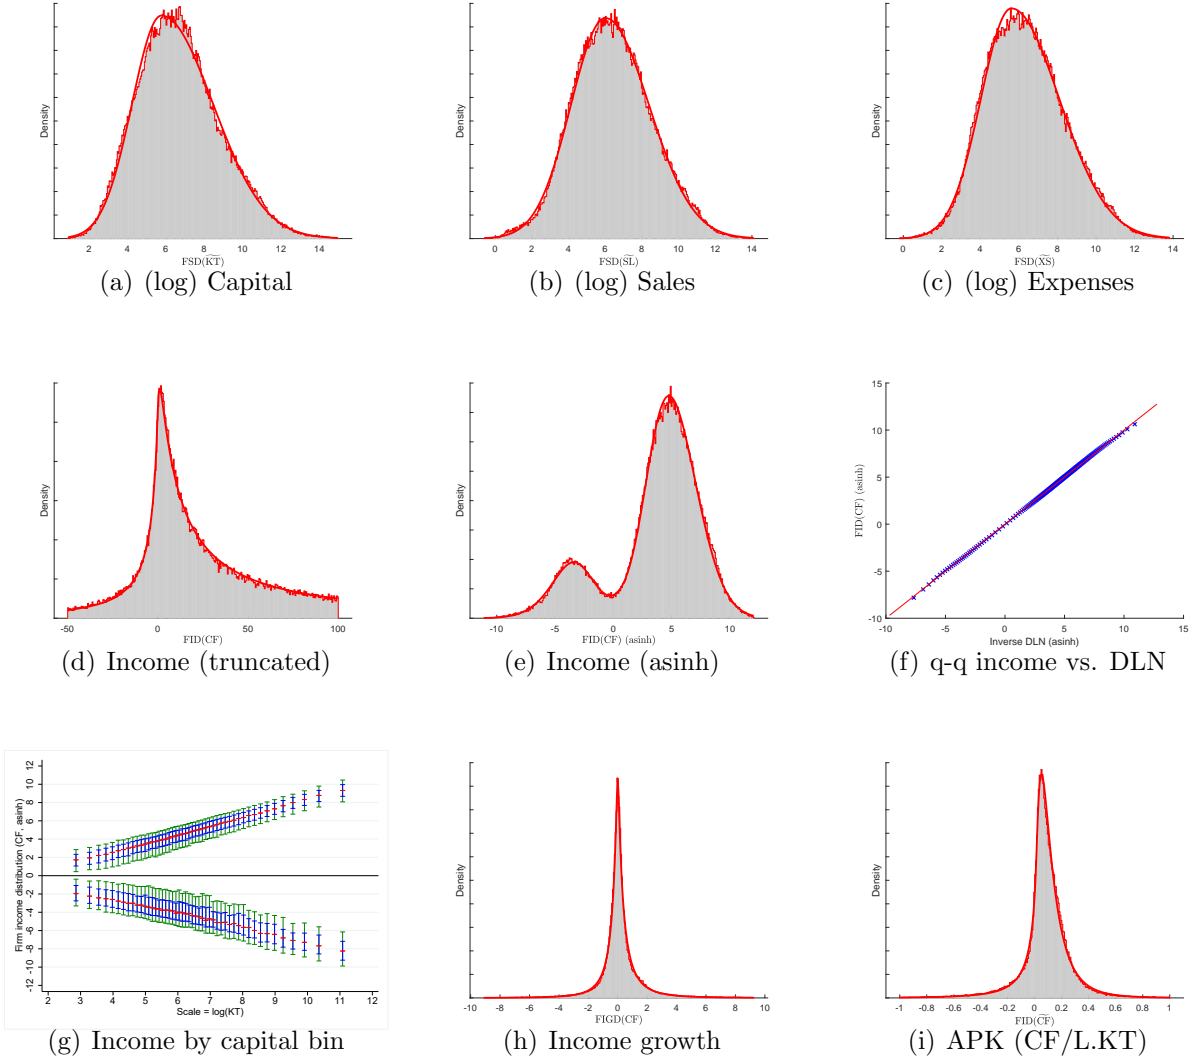 Density
2 4 6 8 10 12 14
FSD(K̃T̃)
(a) (log) Capital
Density
0 2 4 6 8 10 12 14
FSD(S̃L̃)
(b) (log) Sales
Density
0 2 4 6 8 10 12 14
FSD(X̃S̃)
(c) (log) Expenses
Density
-50 0 50 100
FID(CF)
(d) Income (truncated)
Density
-10 -5 0 5 10
FID(CF) (asinh)
(e) Income (asinh)
FID(CF) (asinh)
15
10
5
0
-5
-10
-10 -5 0 5 10 15
Inverse DLN (asinh)
(f) q-q income vs. DLN
Firm income distribution (CF, asinh)
12
10
8
6
4
2
0
-2
-4
-6
-8
-10
-12
2 3 4 5 6 7 8 9 10 11 12
Scale = log(KT)
(g) Income by capital bin
Density
-10 -8 -6 -4 -2 0 2 4 6 8 10
FIGD(CF)
(h) Income growth
Density
-1 -0.8 -0.6 -0.4 -0.2 0 0.2 0.4 0.6 0.8 1
FID(C̃F̃)
(i) APK (CF/L.KT)